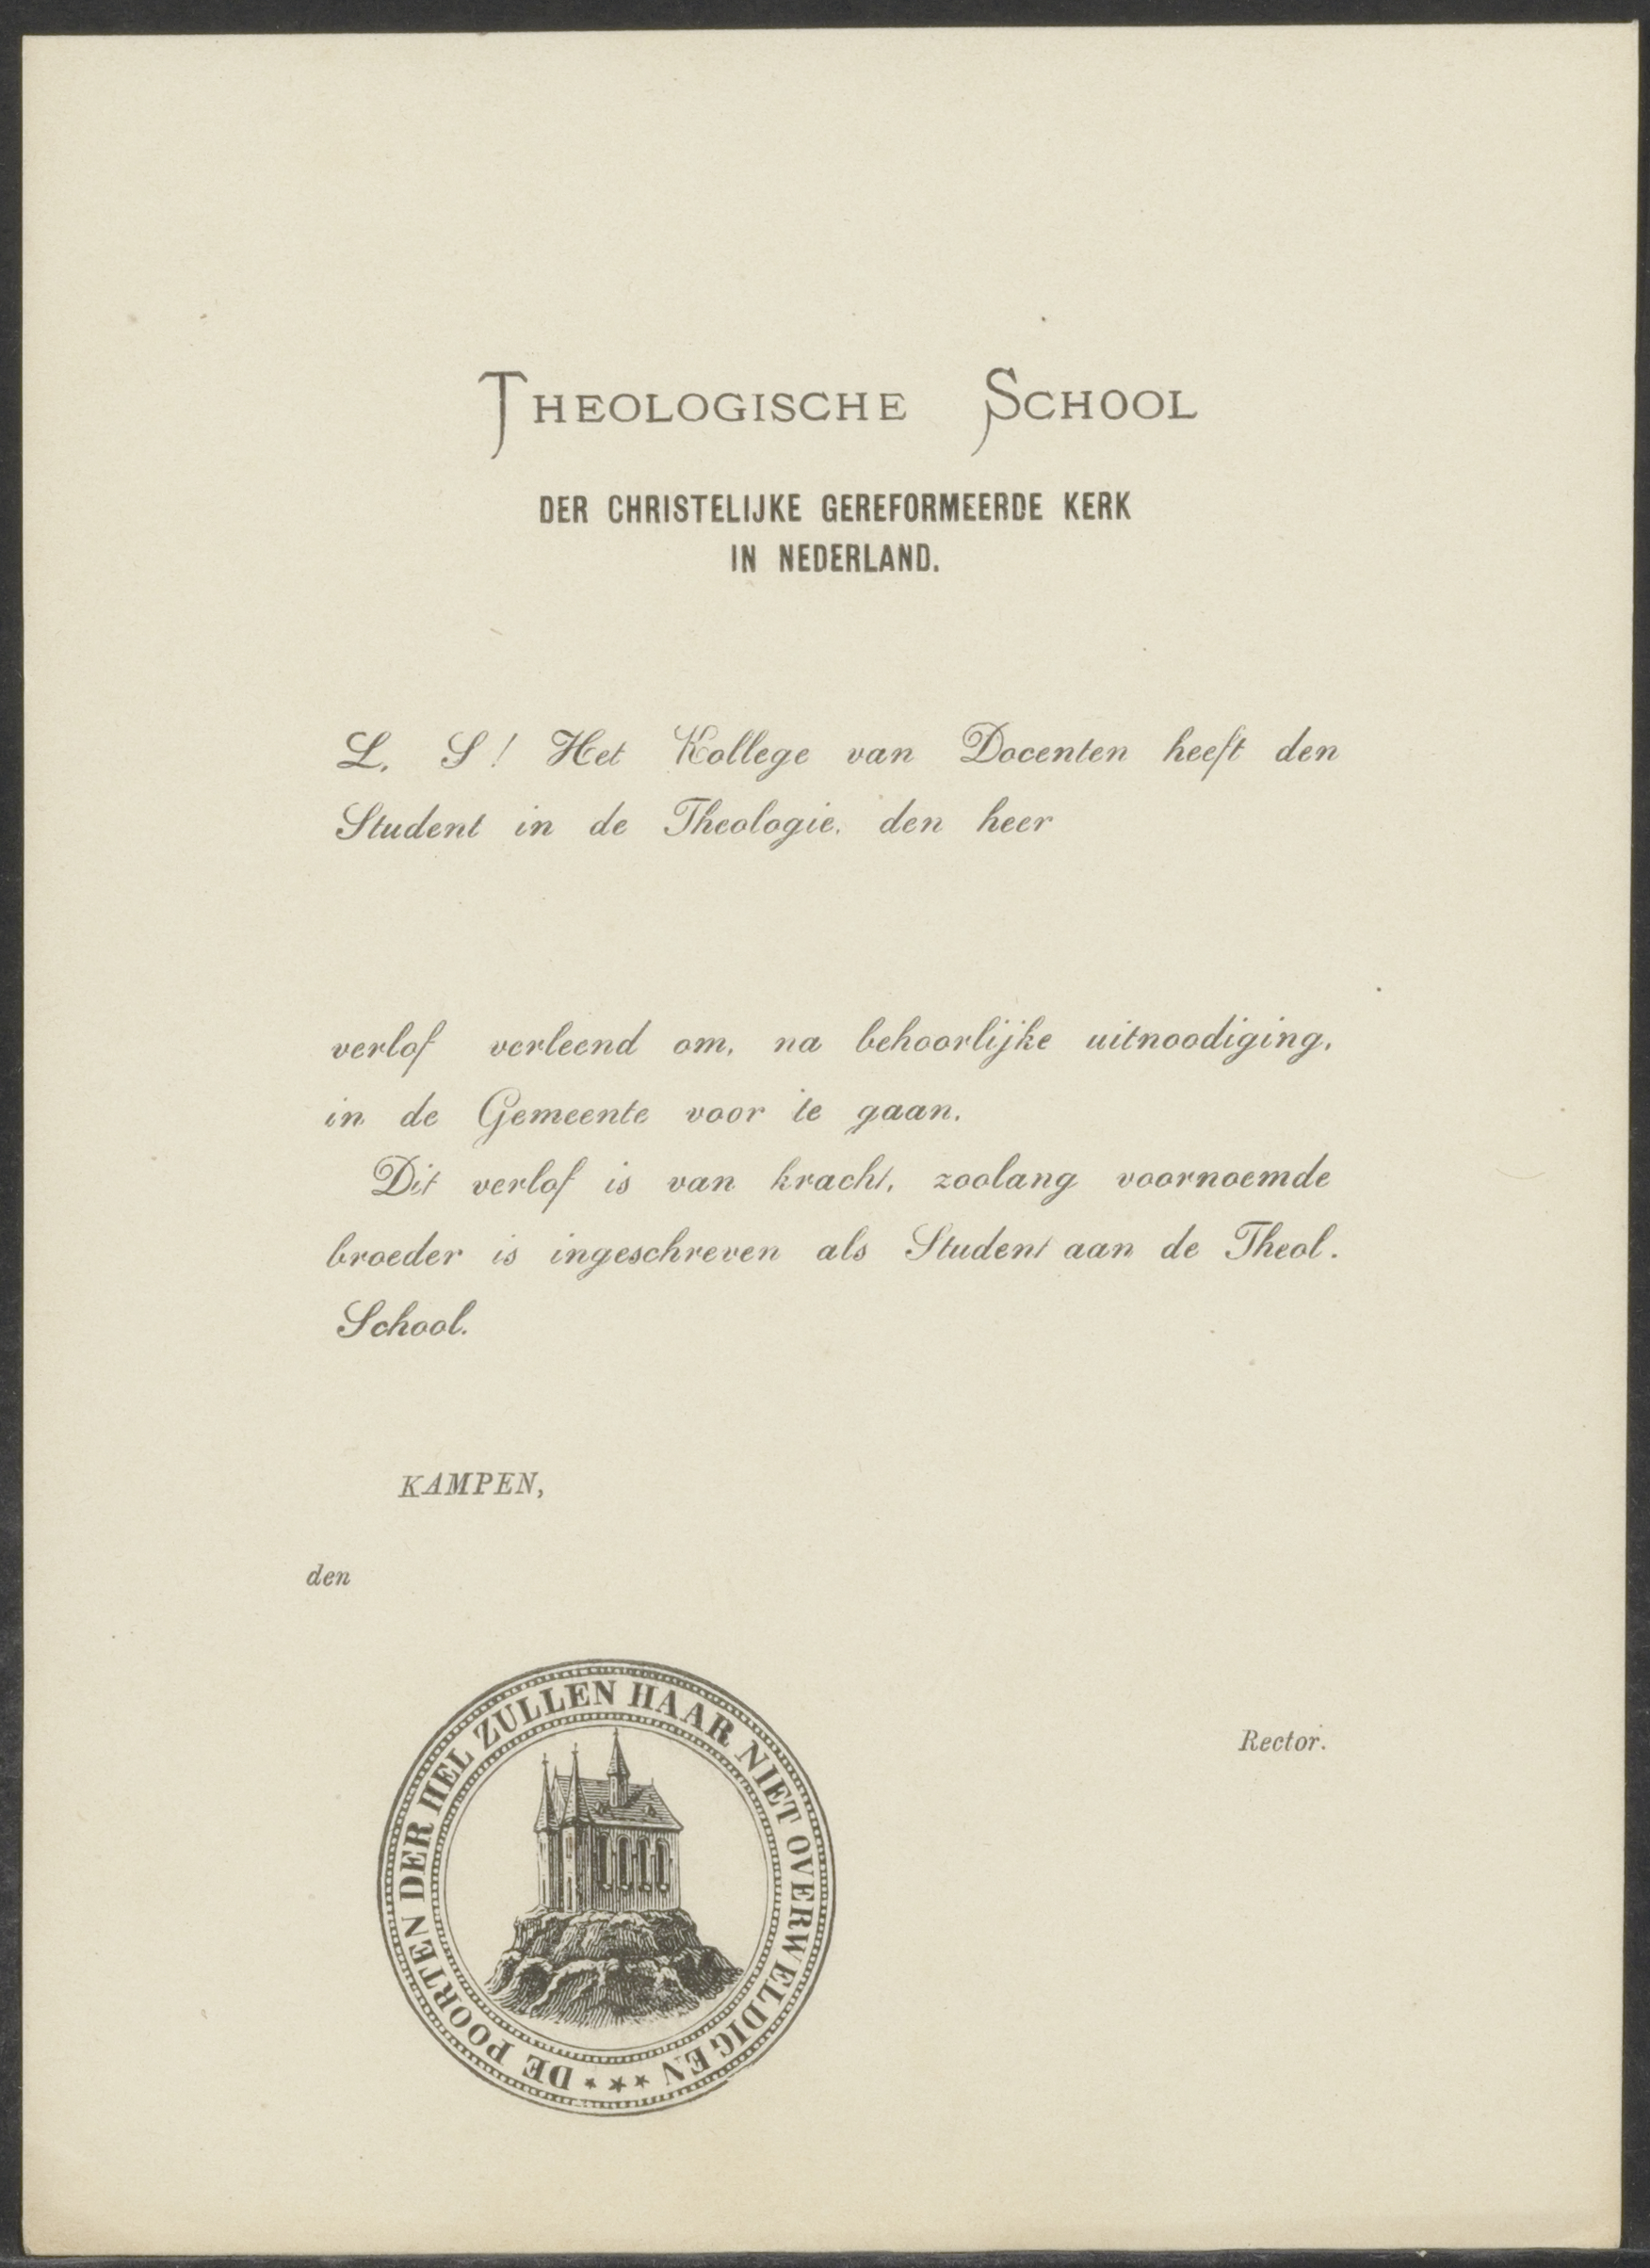 THEOLOGISCHE SCHOOL
DER CHRISTELIJKE GEREFORMEERDE KERK
IN NEDERLAND.
L. S! Het Kollege van Docenten heeft den
Student in de Theologie, den heer
verlof verleend om, na behoorlijke uitnoodiging,
in de Gemeente voor te gaan.
Dit verlof is van kracht, zoolang voornoemde
broeder is ingeschreven als Student aan de Theol.
School.
KAMPEN,
den
Rector.
DE POORTEN DER HEL ZULLEN HAAR NIET OVERWELDIGEN ***